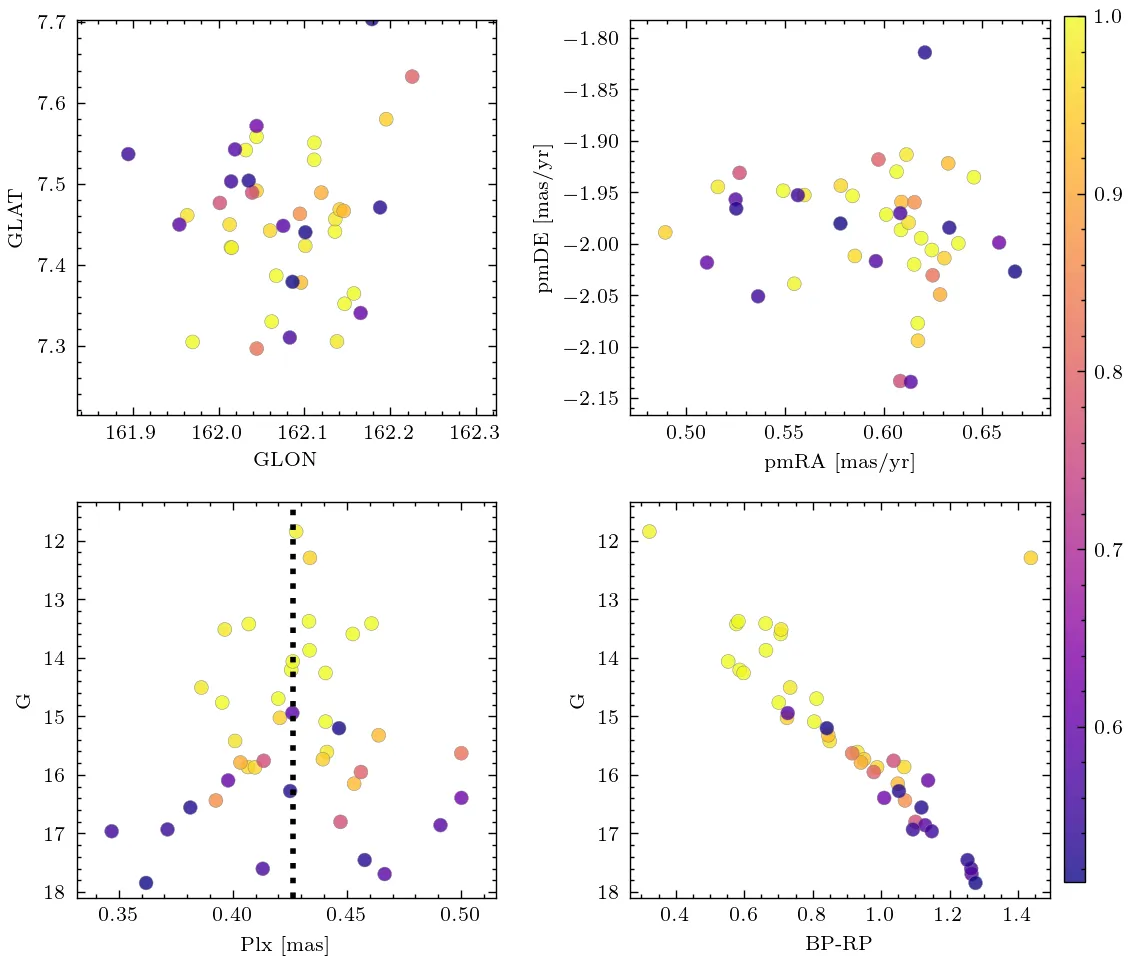 7.7
7.6
7.5
7.4
7.3
GLAT
161.9 162.0 162.1 162.2 162.3
GLON
−1.80
−1.85
−1.90
−1.95
−2.00
−2.05
−2.10
−2.15
pmDE [mas/yr]
0.50 0.55 0.60 0.65
pmRA [mas/yr]
1.0
0.9
0.8
0.7
0.6
12
13
14
15
16
17
18
G
0.35 0.40 0.45 0.50
Plx [mas]
12
13
14
15
16
17
18
G
0.4 0.6 0.8 1.0 1.2 1.4
BP-RP